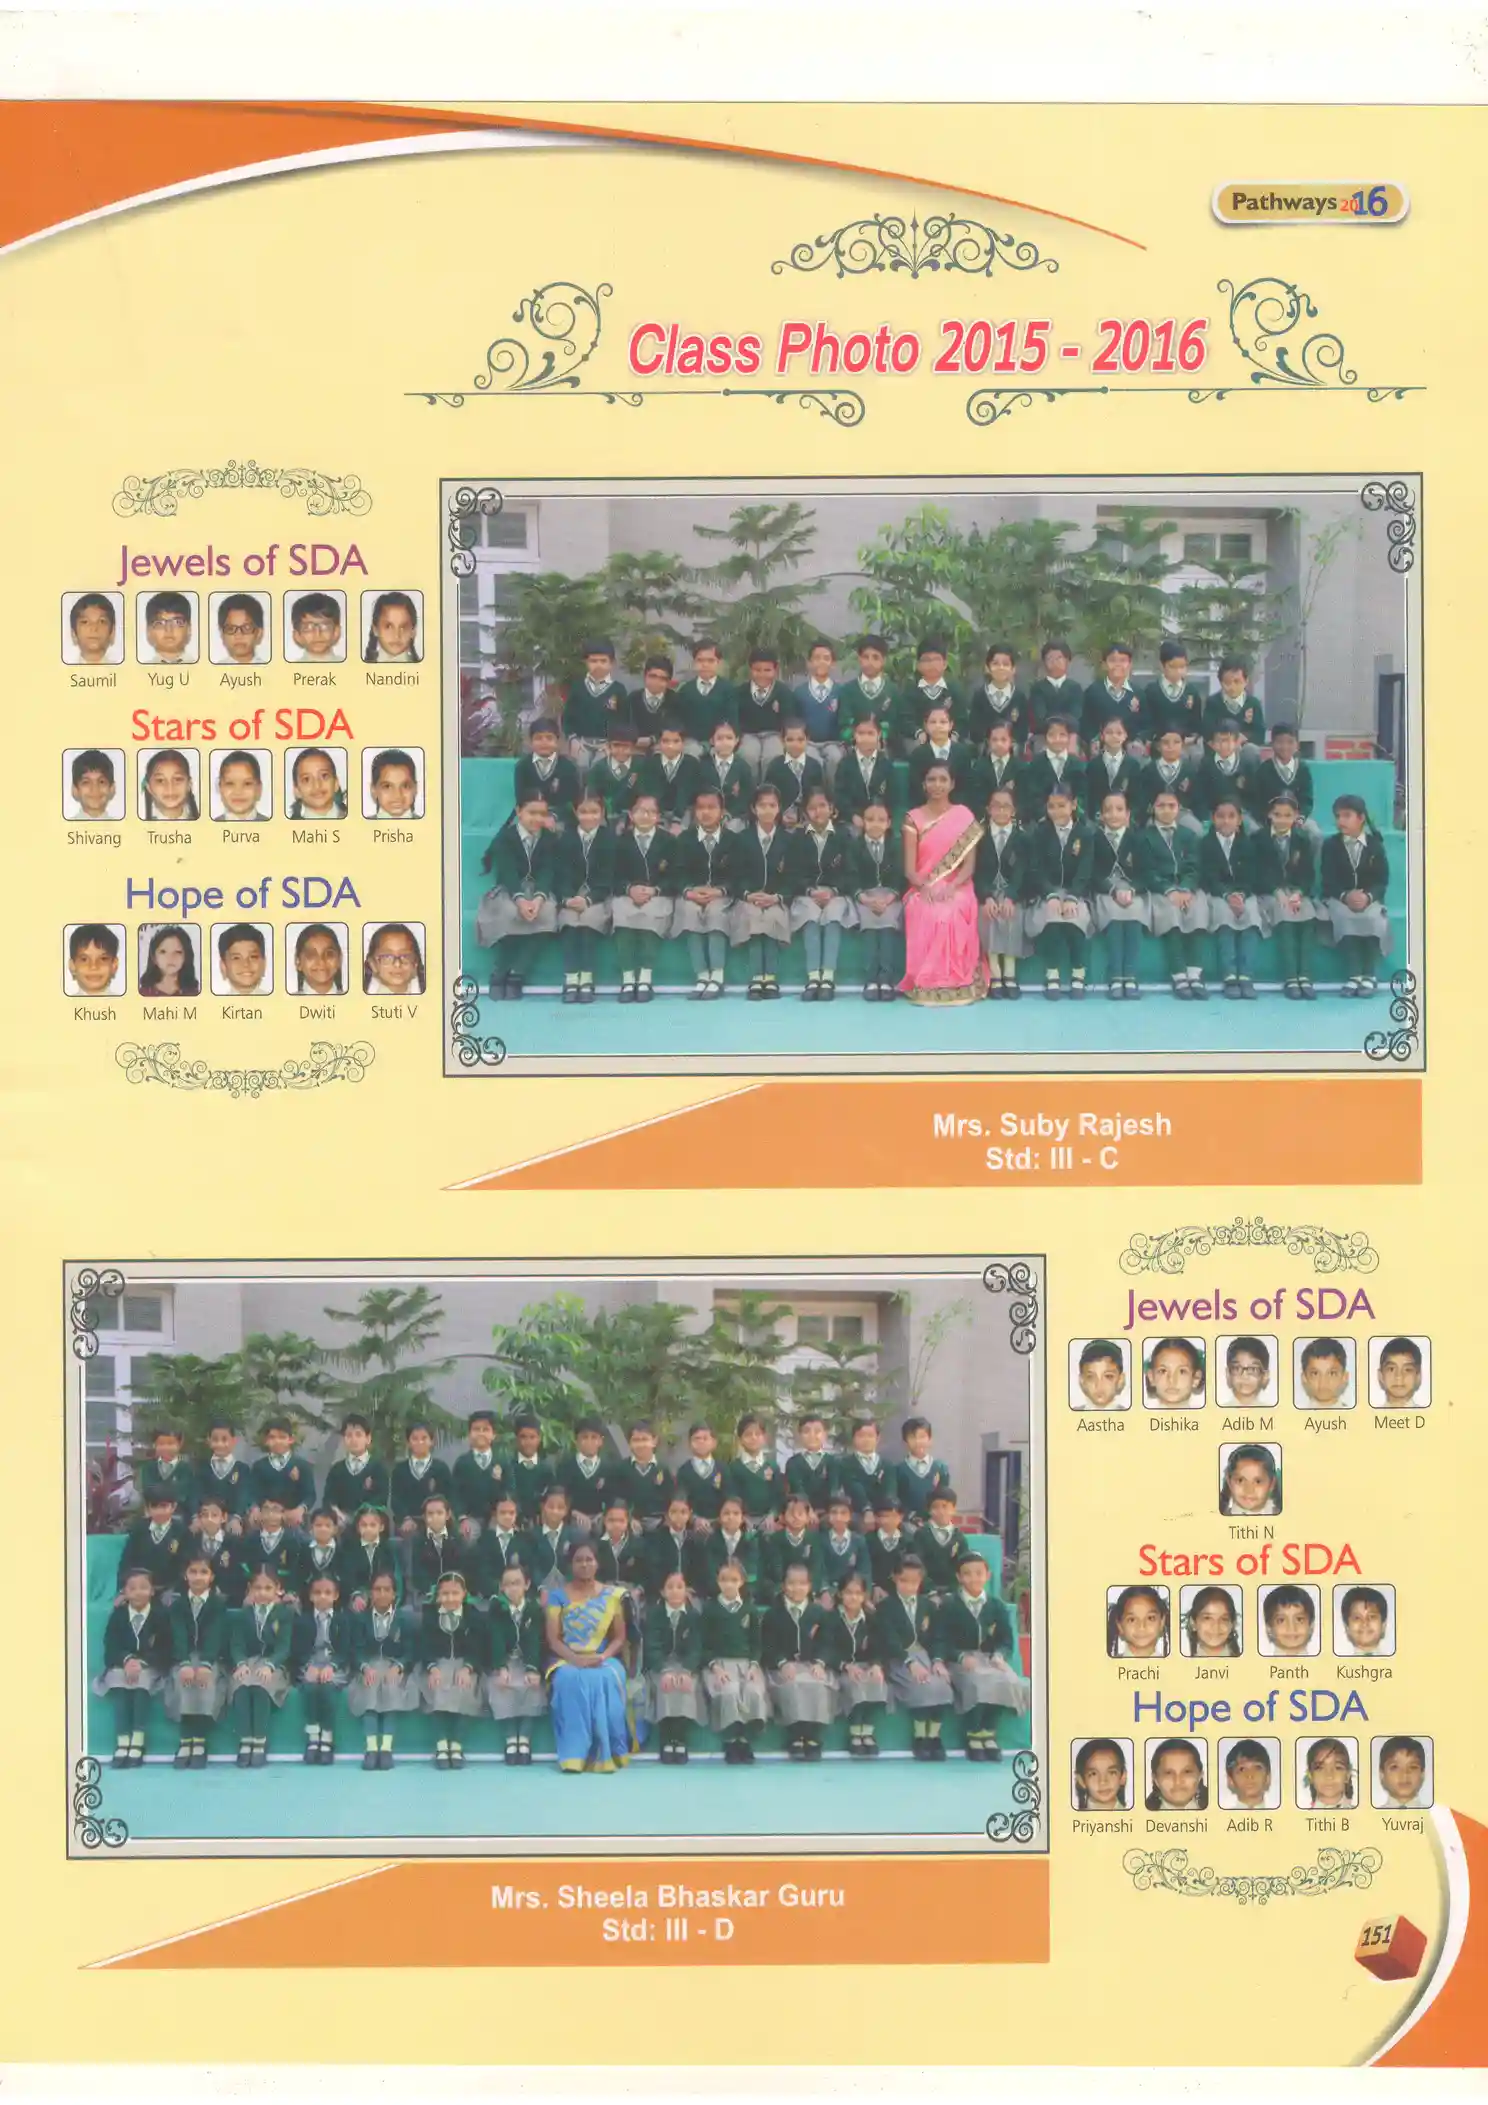 Pathways 2016
Class Photo 2015 - 2016
Jewels of SDA
Saumil Yug U Ayush Prerak Nandini
Stars of SDA
Shivang Trusha Purva Mahi S Prisha
Hope of SDA
Khush Mahi M Kirtan Dwiti Stuti V
Mrs. Suby Rajesh
Std: III - C
Jewels of SDA
Aastha Dishika Adib M Ayush Meet D
Tithi N
Stars of SDA
Prachi Janvi Panth Kushgra
Hope of SDA
Priyanshi Devanshi Adib R Tithi B Yuvraj
Mrs. Sheela Bhaskar Guru
Std: III - D
151